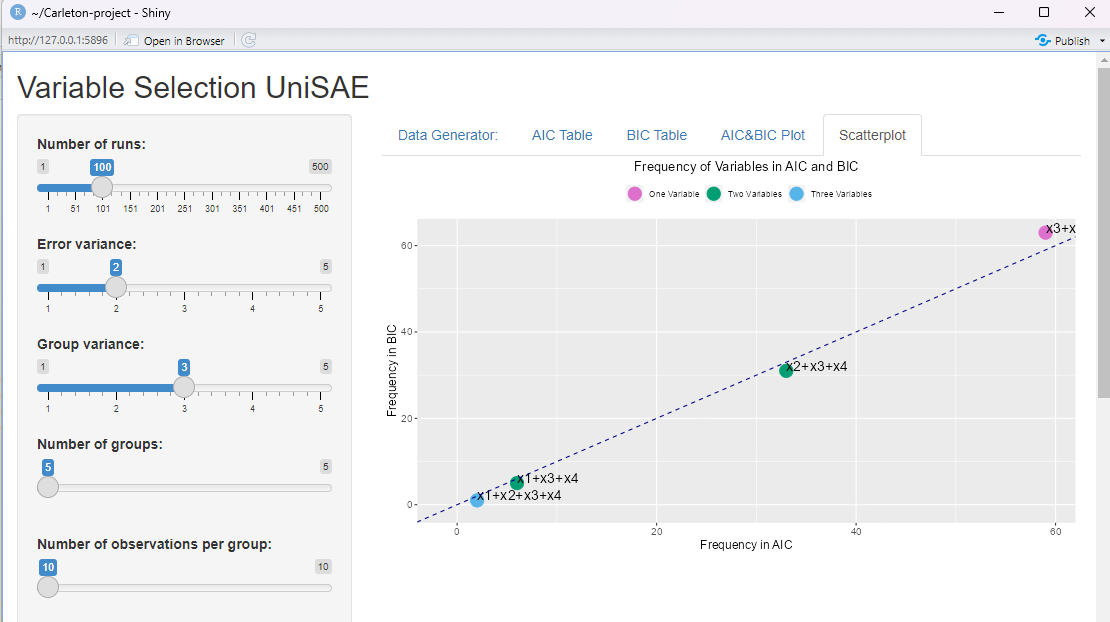 R ~/Carleton-project - Shiny
http://127.0.0.1:5896 Open in Browser Publish
Variable Selection UniSAE
Data Generator: AIC Table BIC Table AIC&BIC Plot Scatterplot
Number of runs:
1 100 500
1 51 101 151 201 251 301 351 401 451 500
Error variance:
1 2 5
1 2 3 4 5
Group variance:
1 3 5
1 2 3 4 5
Number of groups:
5 5
Number of observations per group:
10 10
Frequency of Variables in AIC and BIC
One Variable Two Variables Three Variables
Frequency in BIC
60
40
20
0
x3+x
x2+x3+x4
x1+x3+x4
x1+x2+x3+x4
0 20 40 60
Frequency in AIC